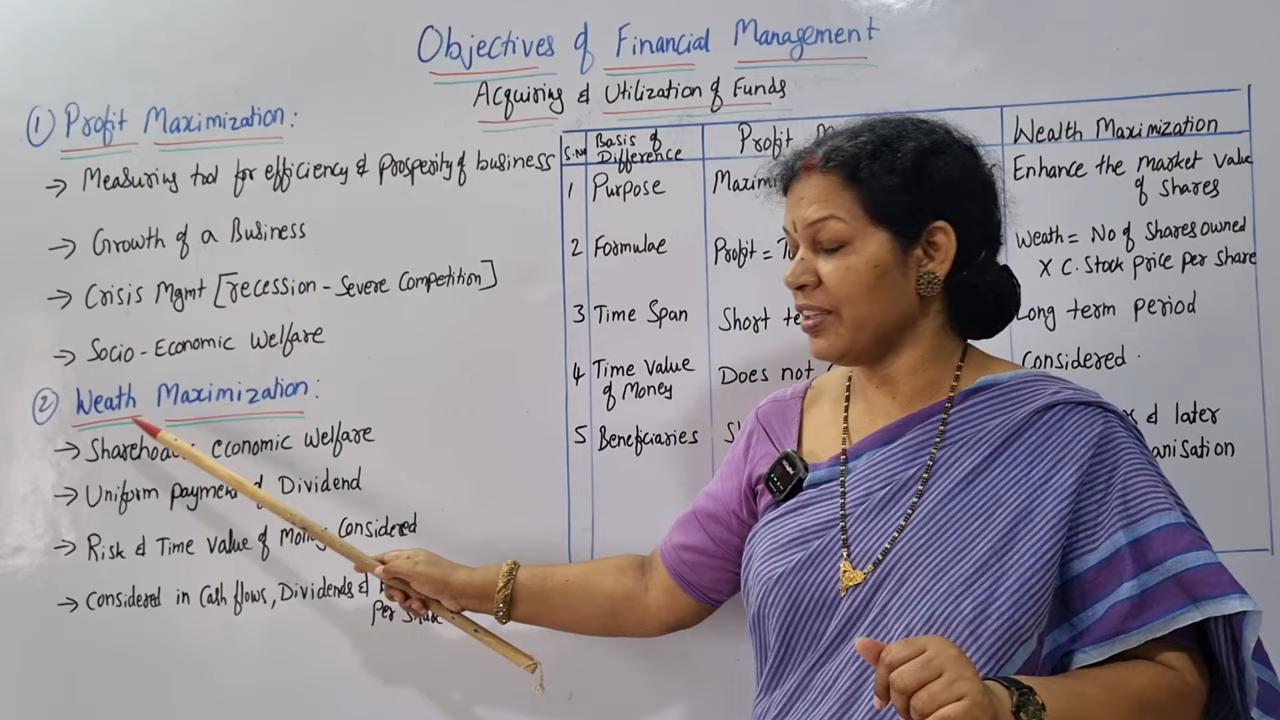 Objectives of Financial Management
Acquiring & Utilization of Funds
① Profit Maximization:
→ Measuring tool for efficiency & prosperity of business
→ Growth of a Business
→ Crisis Mgmt [recession - Severe Competition]
→ Socio - Economic Welfare
② Weath Maximization:
→ economic Welfare
→ Uniform payment of Dividend
→ Risk & Time Value of Money Considered
→ Considered in Cash flows, Dividends &
Per
S.No
Basis of
Difference
Profit
Wealth Maximization
1
Purpose
Enhance the market value
of shares
2
Formulae
Profit =
Weath = No of Shares owned
X C. Stock price per share
3
Time Span
Short
Long term period
4
Time Value
of Money
Does not
Considered.
5
Beneficiaries
& later